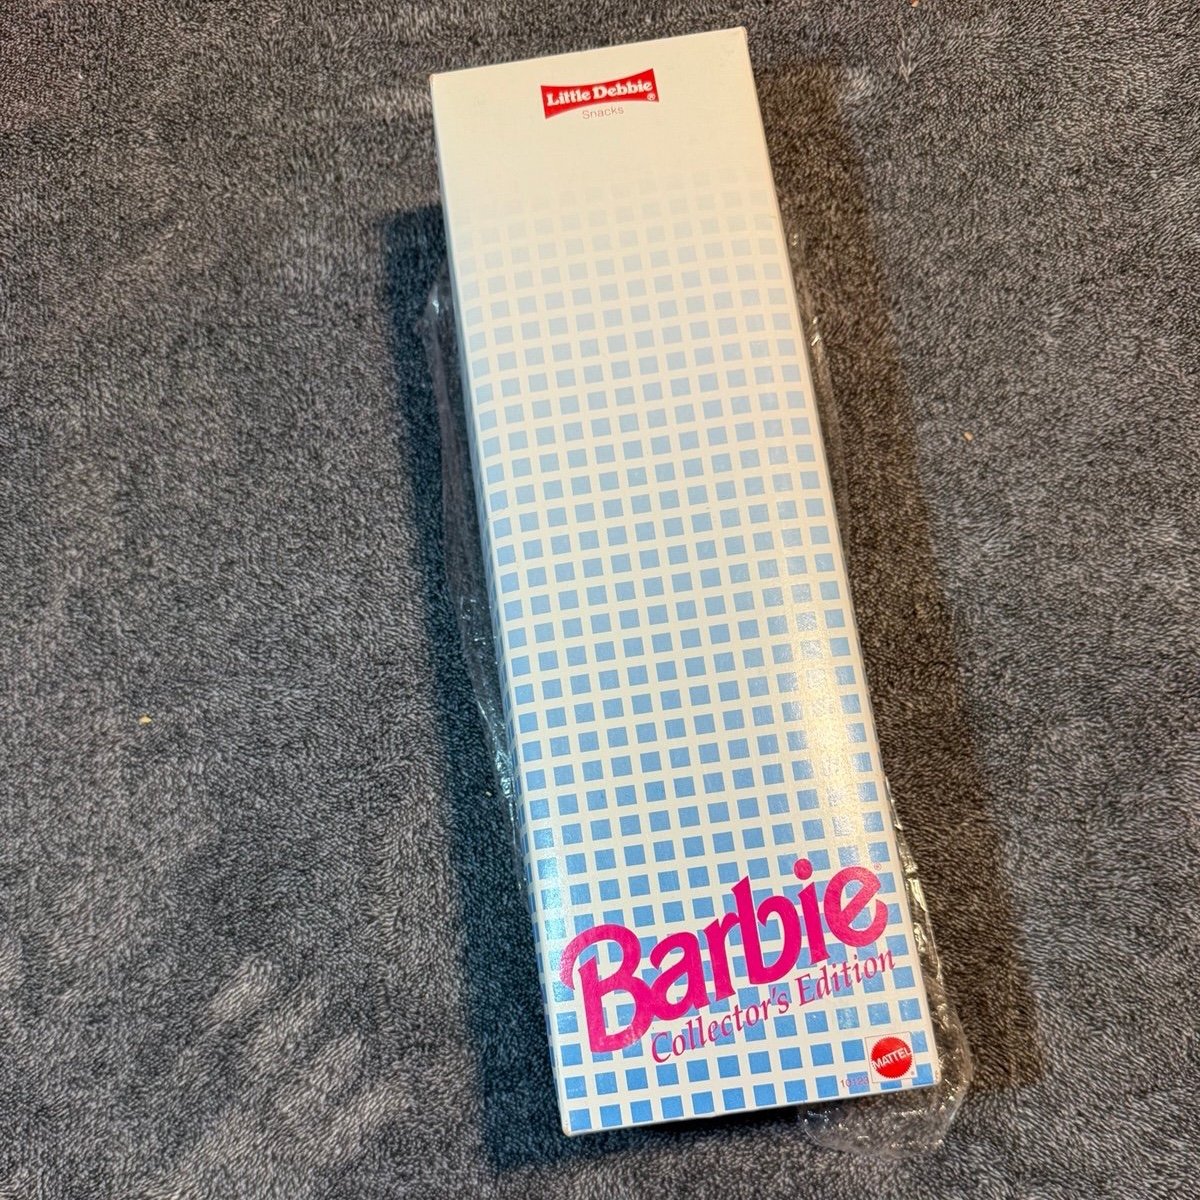 Little Debbie®
Snacks
Barbie®
Collector's Edition
10123
MATTEL®